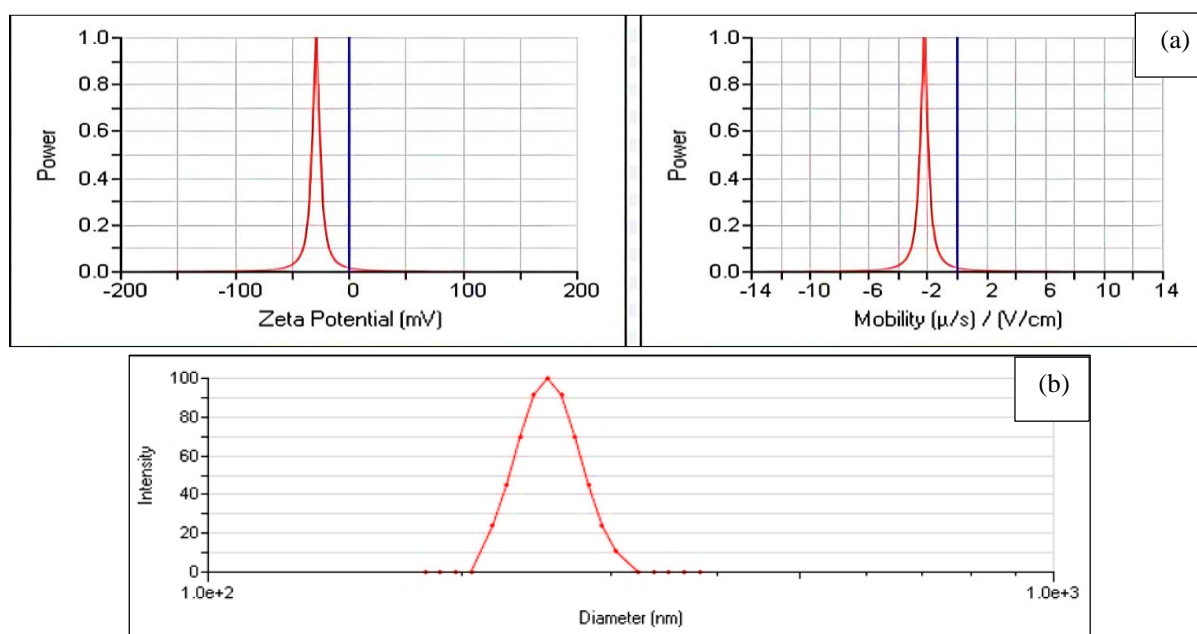 (a)
Power
1.0
0.8
0.6
0.4
0.2
0.0
-200 -100 0 100 200
Zeta Potential (mV)
Power
1.0
0.8
0.6
0.4
0.2
0.0
-14 -10 -6 -2 2 6 10 14
Mobility (µ/s) / (V/cm)
(b)
Intensity
100
80
60
40
20
0
1.0e+2 1.0e+3
Diameter (nm)